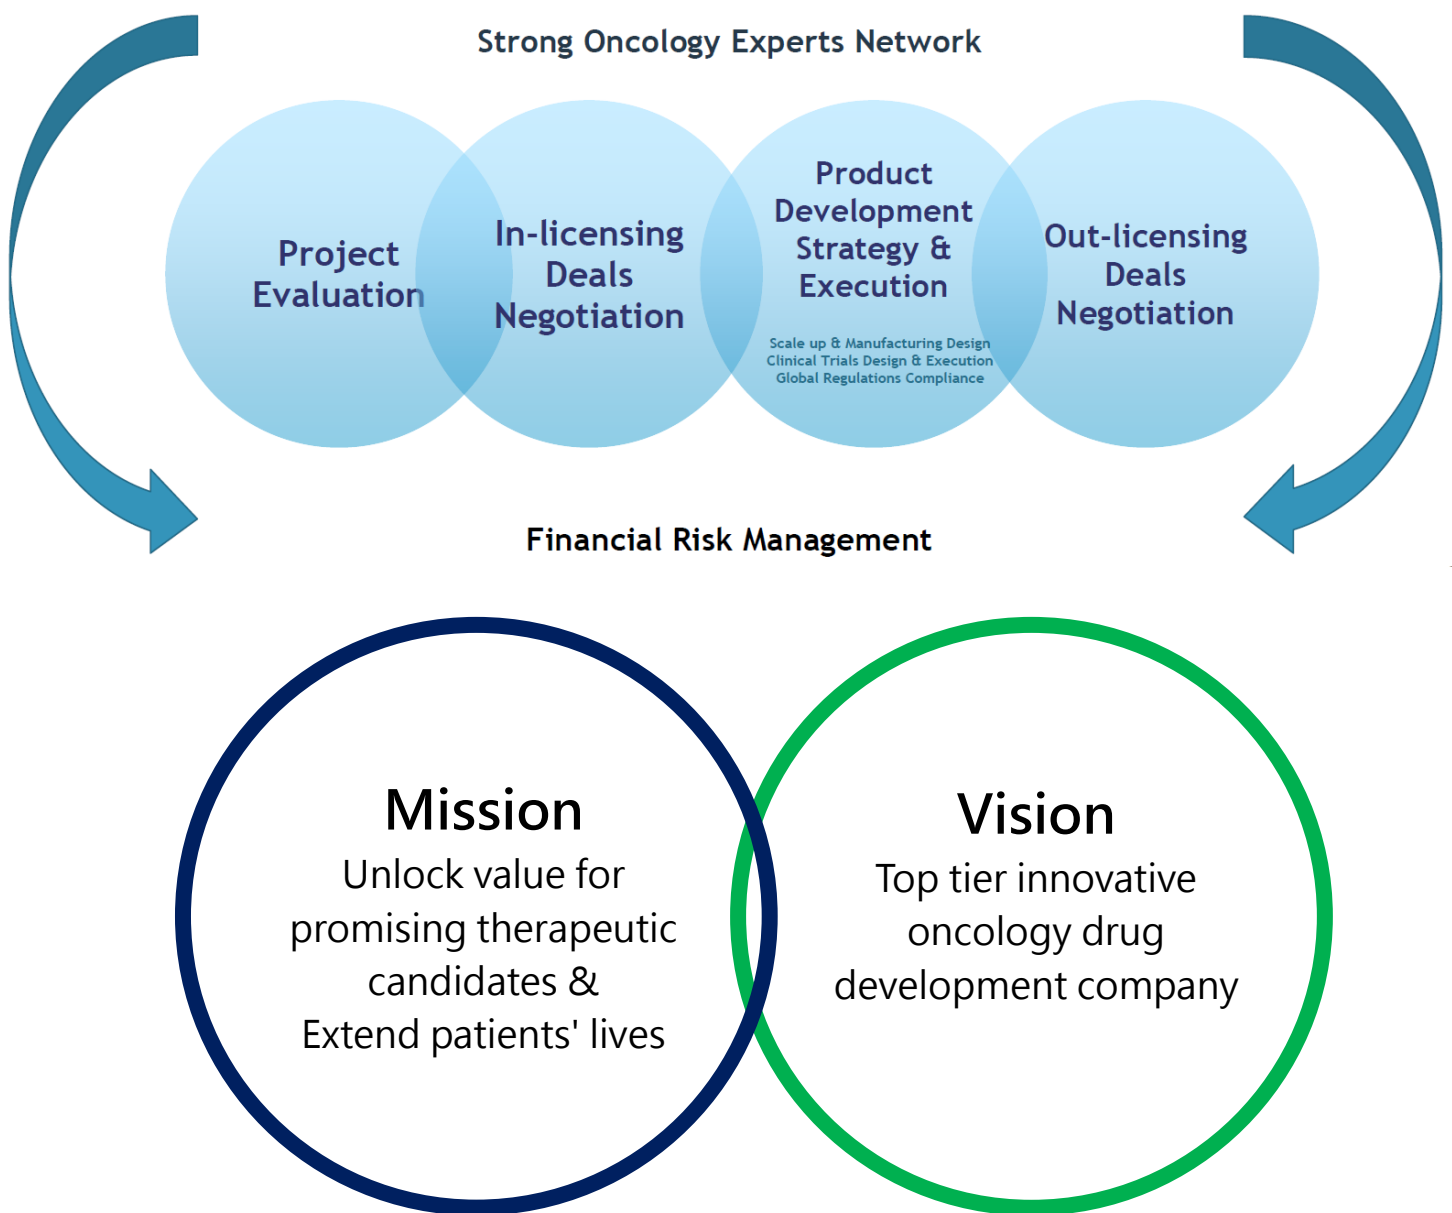 Strong Oncology Experts Network
Project
Evaluation
In-licensing
Deals
Negotiation
Product
Development
Strategy &
Execution
Scale up & Manufacturing Design
Clinical Trials Design & Execution
Global Regulations Compliance
Out-licensing
Deals
Negotiation
Financial Risk Management
Mission
Unlock value for
promising therapeutic
candidates &
Extend patients' lives
Vision
Top tier innovative
oncology drug
development company